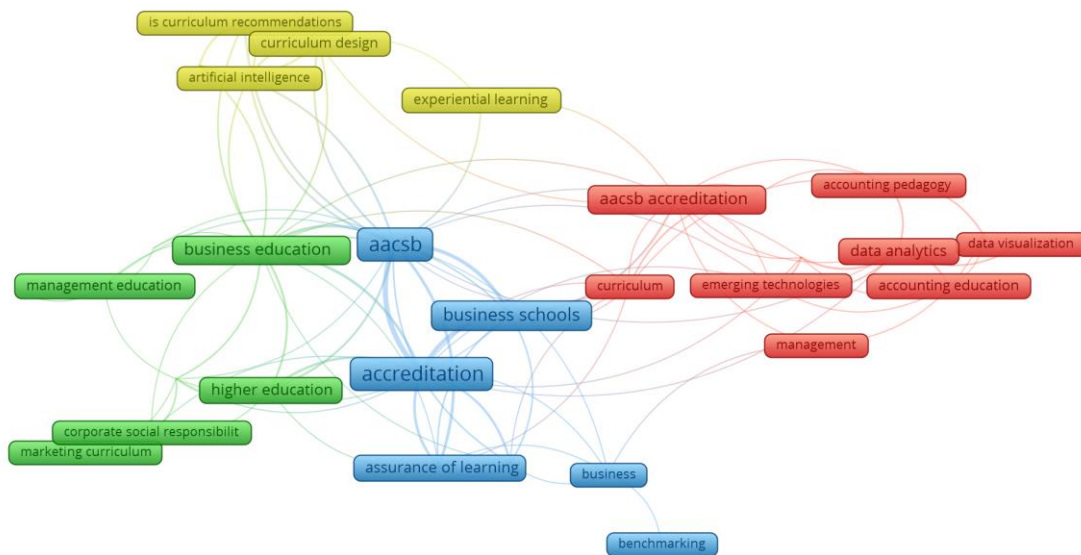 is curriculum recommendations
curriculum design
artificial intelligence
experiential learning
accounting pedagogy
aacsb accreditation
aacsb
business education
data analytics
data visualization
management education
curriculum
emerging technologies
accounting education
business schools
management
accreditation
higher education
corporate social responsibilit
marketing curriculum
assurance of learning
business
benchmarking